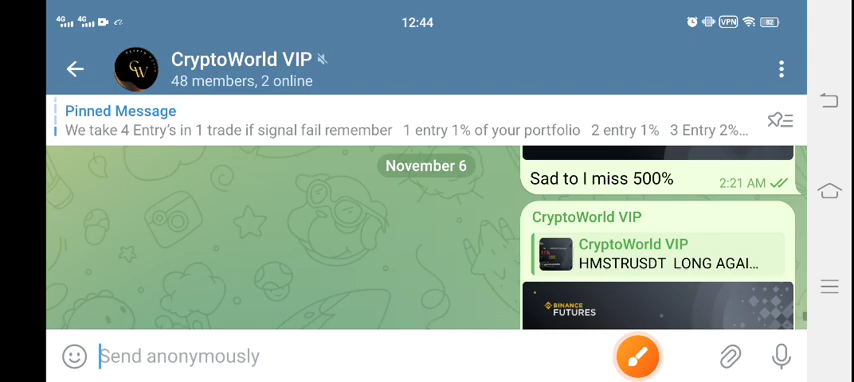 4G 4G 12:44 VPN 82
CryptoWorld VIP
48 members, 2 online
Pinned Message
We take 4 Entry's in 1 trade if signal fail remember 1 entry 1% of your portfolio 2 entry 1% 3 Entry 2%...
November 6
Sad to I miss 500%
2:21 AM
CryptoWorld VIP
CryptoWorld VIP
HMSTRUSDT LONG AGAI...
BINANCE
FUTURES
Send anonymously